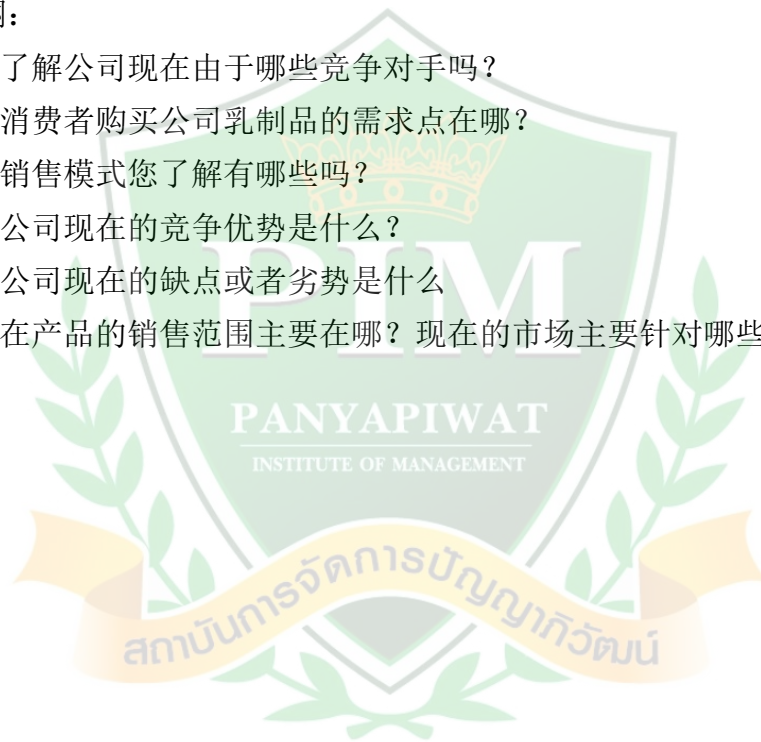 ：
了解公司现在由于哪些竞争对手吗？
消费者购买公司乳制品的需求点在哪？
销售模式您了解有哪些吗？
公司现在的竞争优势是什么？
公司现在的缺点或者劣势是什么
在产品的销售范围主要在哪？现在的市场主要针对哪些
PIM
PANYAPIWAT
INSTITUTE OF MANAGEMENT
สถาบันการจัดการปัญญาภิวัฒน์